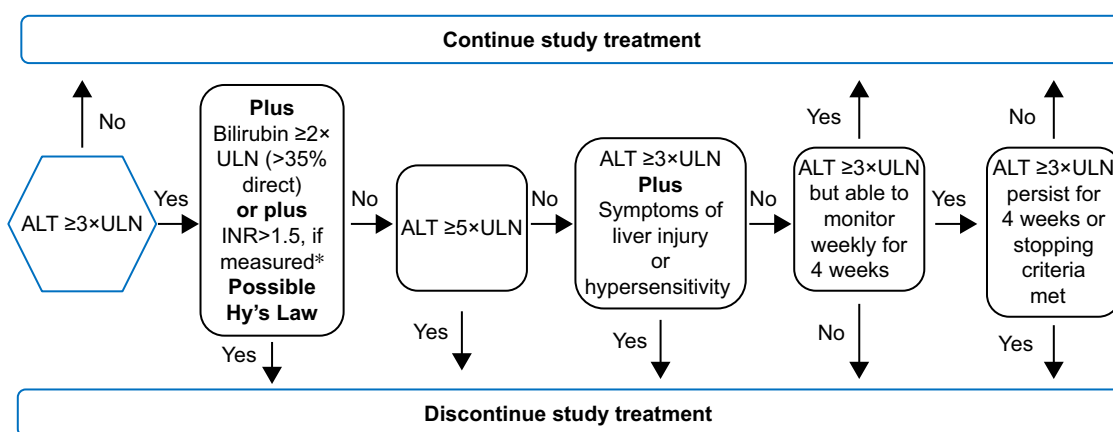 Continue study treatment
No
ALT ≥3×ULN
Yes
Plus
Bilirubin ≥2×
ULN (>35%
direct)
or plus
INR>1.5, if
measured*
Possible
Hy's Law
Yes
No
ALT ≥5×ULN
Yes
No
ALT ≥3×ULN
Plus
Symptoms of
liver injury
or
hypersensitivity
Yes
No
Yes
ALT ≥3×ULN
but able to
monitor
weekly for
4 weeks
No
Yes
No
ALT ≥3×ULN
persist for
4 weeks or
stopping
criteria
met
Yes
Discontinue study treatment